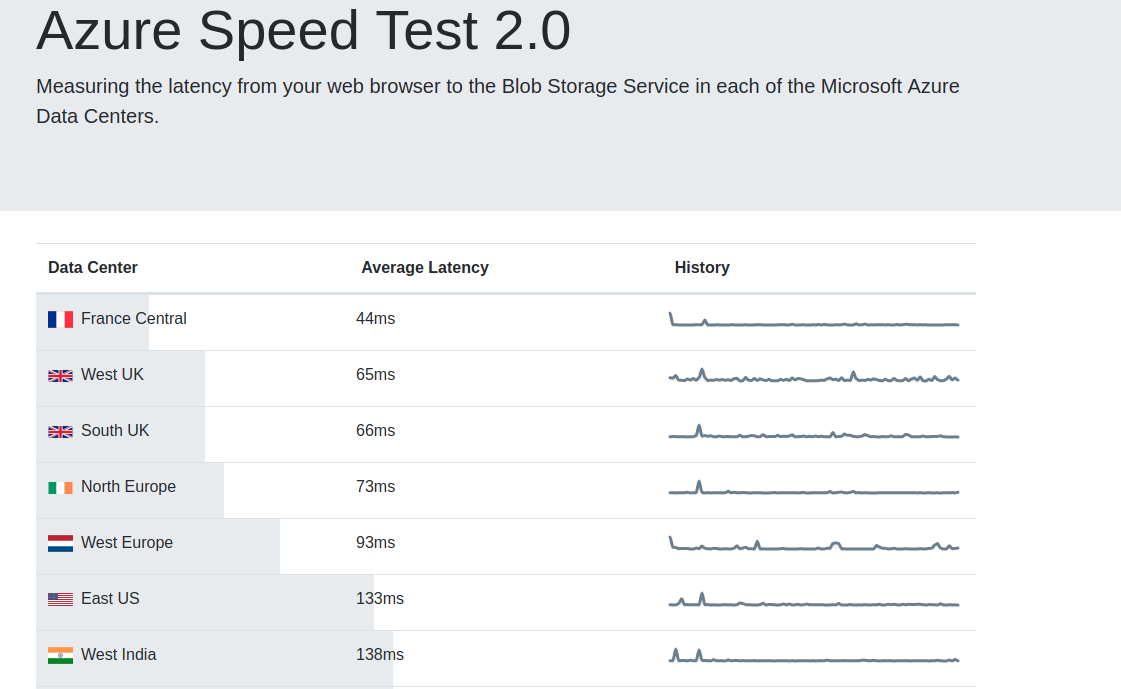 Azure Speed Test 2.0
Measuring the latency from your web browser to the Blob Storage Service in each of the Microsoft Azure
Data Centers.
Data Center Average Latency History
France Central 44ms
West UK 65ms
South UK 66ms
North Europe 73ms
West Europe 93ms
East US 133ms
West India 138ms